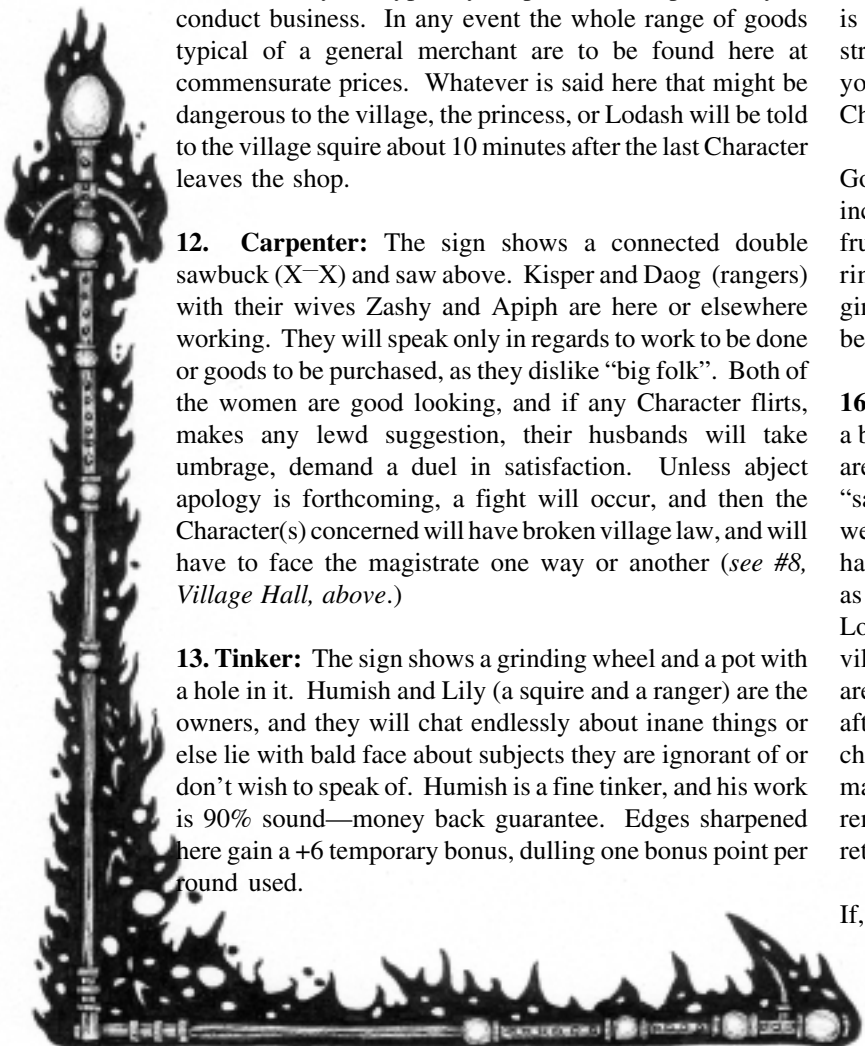 conduct business. In any event the whole range of goods
typical of a general merchant are to be found here at
commensurate prices. Whatever is said here that might be
dangerous to the village, the princess, or Lodash will be told
to the village squire about 10 minutes after the last Character
leaves the shop.
12. Carpenter: The sign shows a connected double
sawbuck (X—X) and saw above. Kisper and Daog (rangers)
with their wives Zashy and Apiph are here or elsewhere
working. They will speak only in regards to work to be done
or goods to be purchased, as they dislike “big folk”. Both of
the women are good looking, and if any Character flirts,
makes any lewd suggestion, their husbands will take
umbrage, demand a duel in satisfaction. Unless abject
apology is forthcoming, a fight will occur, and then the
Character(s) concerned will have broken village law, and will
have to face the magistrate one way or another (see #8,
Village Hall, above.)
13. Tinker: The sign shows a grinding wheel and a pot with
a hole in it. Humish and Lily (a squire and a ranger) are the
owners, and they will chat endlessly about inane things or
else lie with bald face about subjects they are ignorant of or
don't wish to speak of. Humish is a fine tinker, and his work
is 90% sound—money back guarantee. Edges sharpened
here gain a +6 temporary bonus, dulling one bonus point per
round used.
is
str
yo
Ch
Go
inc
fru
rin
gin
be
16
a b
are
“sa
we
ha
as
Lo
vil
are
aft
ch
ma
ren
ret
If,